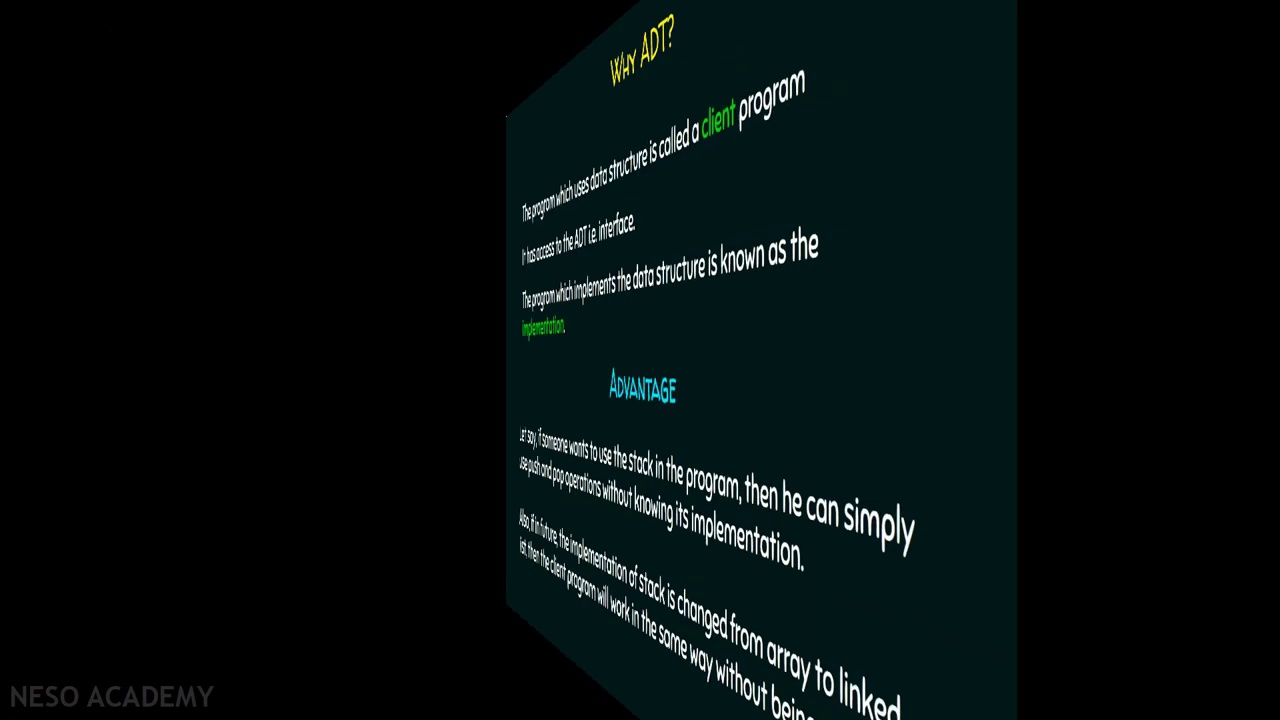 WHY ADT?
The program which uses data structure is called a client program
It has access to the ADT i.e. interface.
The program which implements the data structure is known as the
implementation.
ADVANTAGE
Let say, if someone wants to use the stack in the program, then he can simply
use push and pop operations without knowing its implementation.
Also, if in future, the implementation of stack is changed from array to linked
list, then the client program will work in the same way without being
NESO ACADEMY